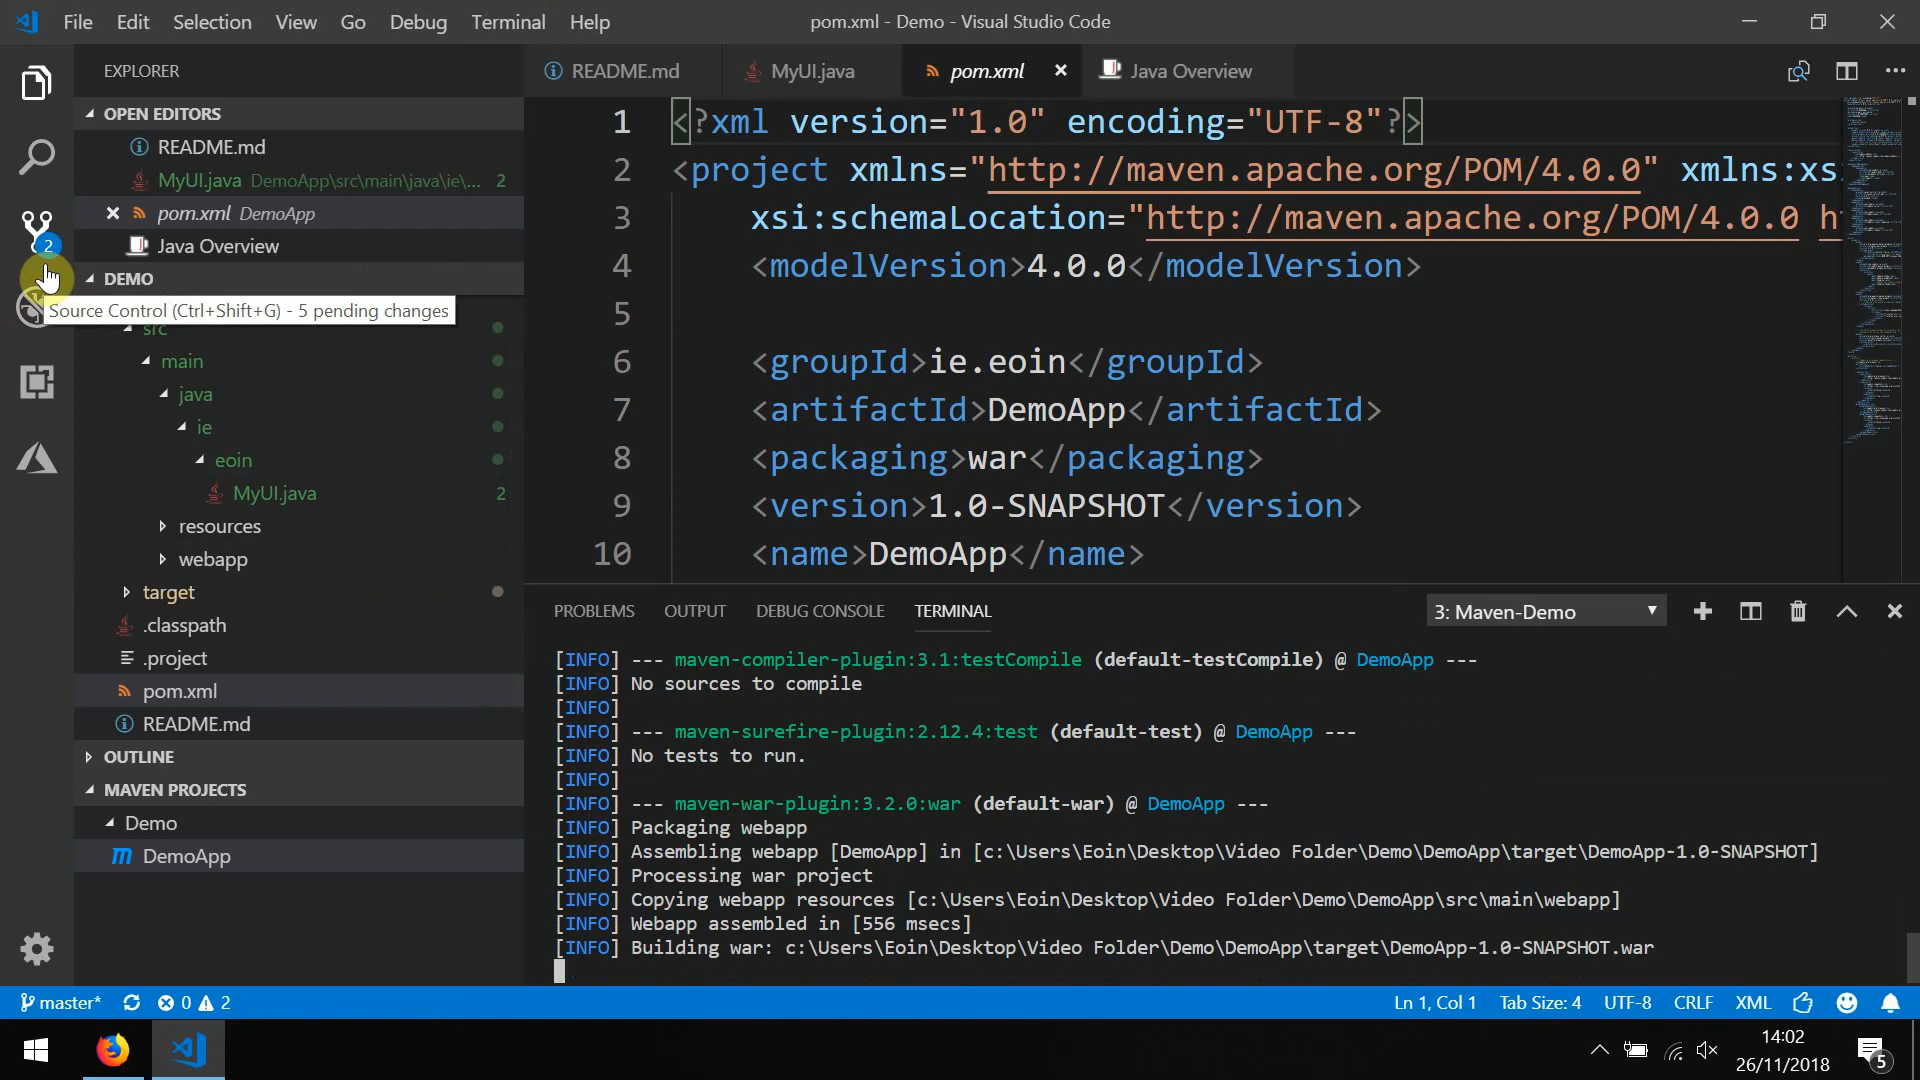 File Edit Selection View Go Debug Terminal Help
pom.xml - Demo - Visual Studio Code
EXPLORER
OPEN EDITORS
README.md
MyUI.java DemoApp\src\main\java\ie\... 2
pom.xml DemoApp
Java Overview
2
DEMO
Source Control (Ctrl+Shift+G) - 5 pending changes
src
main
java
ie
eoin
MyUI.java 2
resources
webapp
target
.classpath
.project
pom.xml
README.md
OUTLINE
MAVEN PROJECTS
Demo
DemoApp
README.md MyUI.java pom.xml Java Overview
1 <?xml version="1.0" encoding="UTF-8"?>
2 <project xmlns="http://maven.apache.org/POM/4.0.0" xmlns:xsi
3 xsi:schemaLocation="http://maven.apache.org/POM/4.0.0
4 <modelVersion>4.0.0</modelVersion>
5
6 <groupId>ie.eoin</groupId>
7 <artifactId>DemoApp</artifactId>
8 <packaging>war</packaging>
9 <version>1.0-SNAPSHOT</version>
10 <name>DemoApp</name>
PROBLEMS OUTPUT DEBUG CONSOLE TERMINAL 3: Maven-Demo
[INFO] --- maven-compiler-plugin:3.1:testCompile (default-testCompile) @ DemoApp ---
[INFO] No sources to compile
[INFO]
[INFO] --- maven-surefire-plugin:2.12.4:test (default-test) @ DemoApp ---
[INFO] No tests to run.
[INFO]
[INFO] --- maven-war-plugin:3.2.0:war (default-war) @ DemoApp ---
[INFO] Packaging webapp
[INFO] Assembling webapp [DemoApp] in [c:\Users\Eoin\Desktop\Video Folder\Demo\DemoApp\target\DemoApp-1.0-SNAPSHOT]
[INFO] Processing war project
[INFO] Copying webapp resources [c:\Users\Eoin\Desktop\Video Folder\Demo\DemoApp\src\main\webapp]
[INFO] Webapp assembled in [556 msecs]
[INFO] Building war: c:\Users\Eoin\Desktop\Video Folder\Demo\DemoApp\target\DemoApp-1.0-SNAPSHOT.war
master* 0 2 Ln 1, Col 1 Tab Size: 4 UTF-8 CRLF XML
14:02
26/11/2018
5